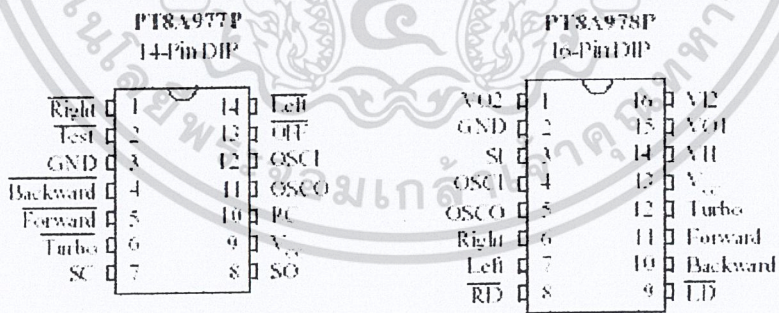 PT8A977P
14-Pin DIP
Right 1 14 Left
Test 2 13 Off
GND 3 12 OSCI
Backward 4 11 OSCO
Forward 5 10 PC
Turbo 6 9 Vcc
SC 7 8 SO
PT8A978P
16-Pin DIP
VO2 1 16 VI2
GND 2 15 VO1
SI 3 14 VI1
OSCI 4 13 Vcc
OSCO 5 12 Turbo
Right 6 11 Forward
Left 7 10 Backward
RD 8 9 LD